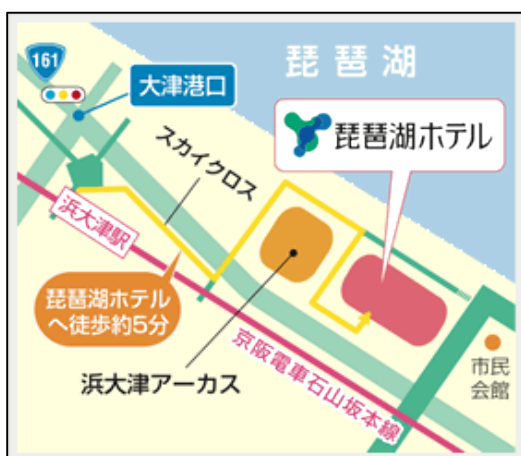 161
琵琶湖
大津港口
琵琶湖ホテル
スカイクロス
浜大津駅
琵琶湖ホテル
へ徒歩約5分
浜大津アーカス
京阪電車石山坂本線
市民
会館